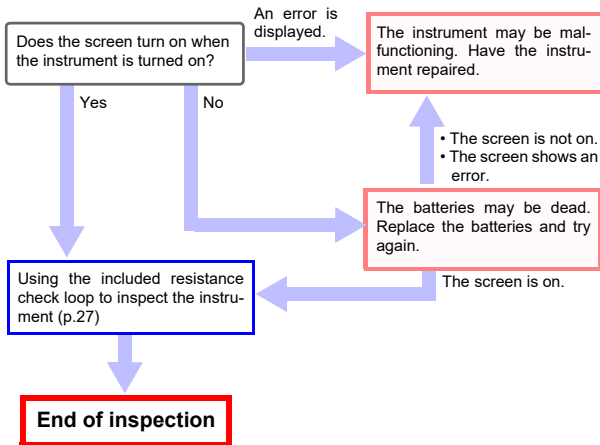 An error is
displayed.
Does the screen turn on when
the instrument is turned on?
The instrument may be mal-
functioning. Have the instru-
ment repaired.
Yes
No
• The screen is not on.
• The screen shows an
error.
The batteries may be dead.
Replace the batteries and try
again.
Using the included resistance
check loop to inspect the instru-
ment (p.27)
The screen is on.
End of inspection